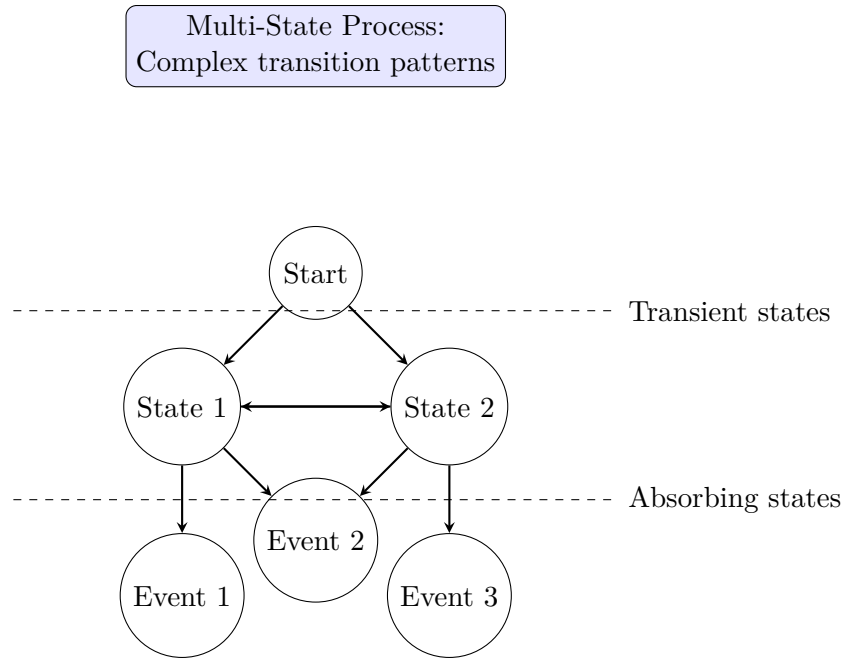 Multi-State Process:
Complex transition patterns
Start
Transient states
State 1
State 2
Absorbing states
Event 2
Event 1
Event 3